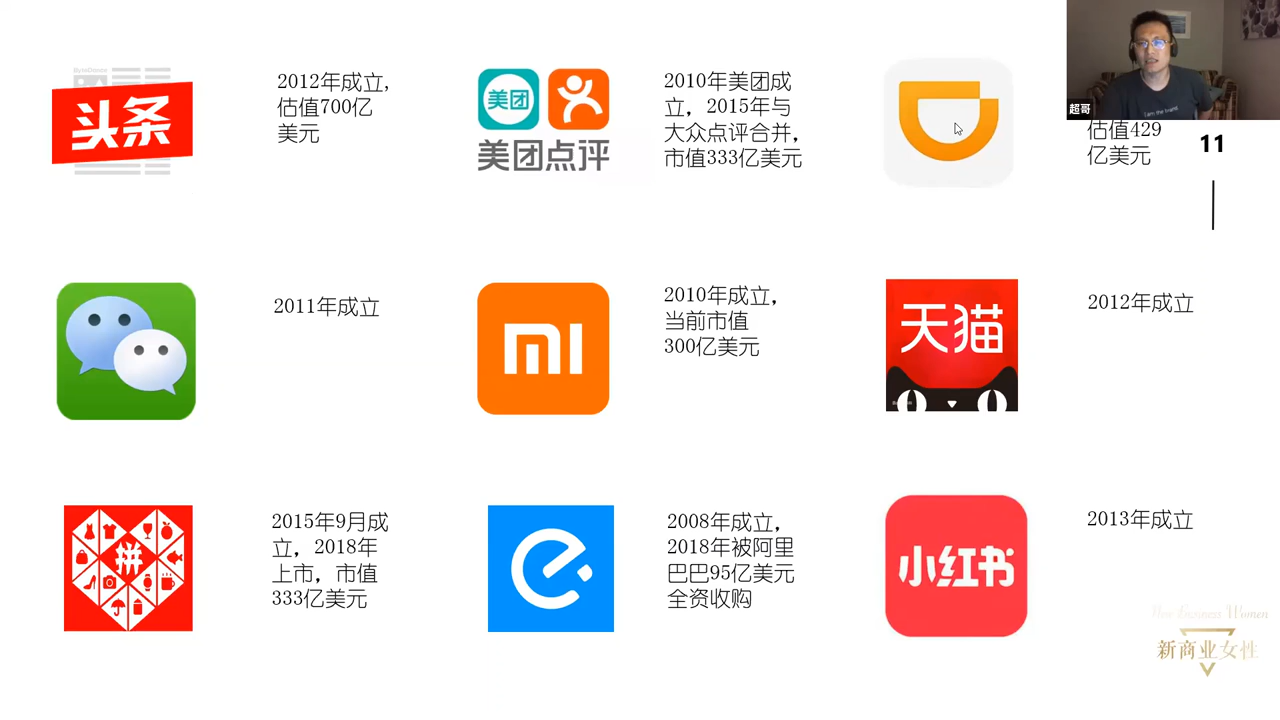 头条
2012年成立,
估值700亿
美元
美团
美团点评
2010年美团成
立，2015年与
大众点评合并，
市值333亿美元
超哥
I am the brand.
估值429
亿美元
11
2011年成立
mi
2010年成立，
当前市值
300亿美元
天猫
2012年成立
拼
2015年9月成
立，2018年
上市，市值
333亿美元
e
2008年成立，
2018年被阿里
巴巴95亿美元
全资收购
小红书
2013年成立
New Business Women
新商业女性